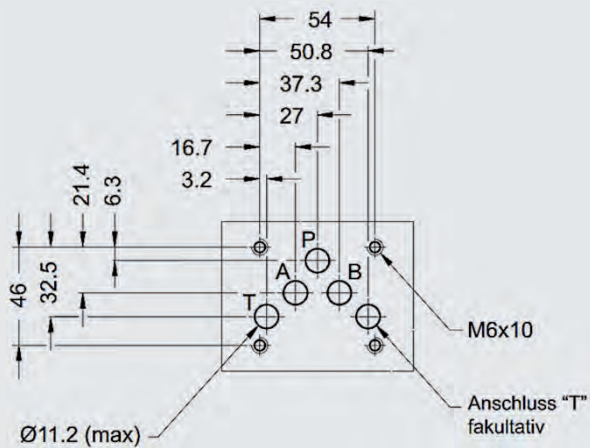 54
50.8
37.3
27
16.7
3.2
21.4
6.3
46
32.5
P
A
B
T
M6x10
Ø11.2 (max)
Anschluss “T”
fakultativ